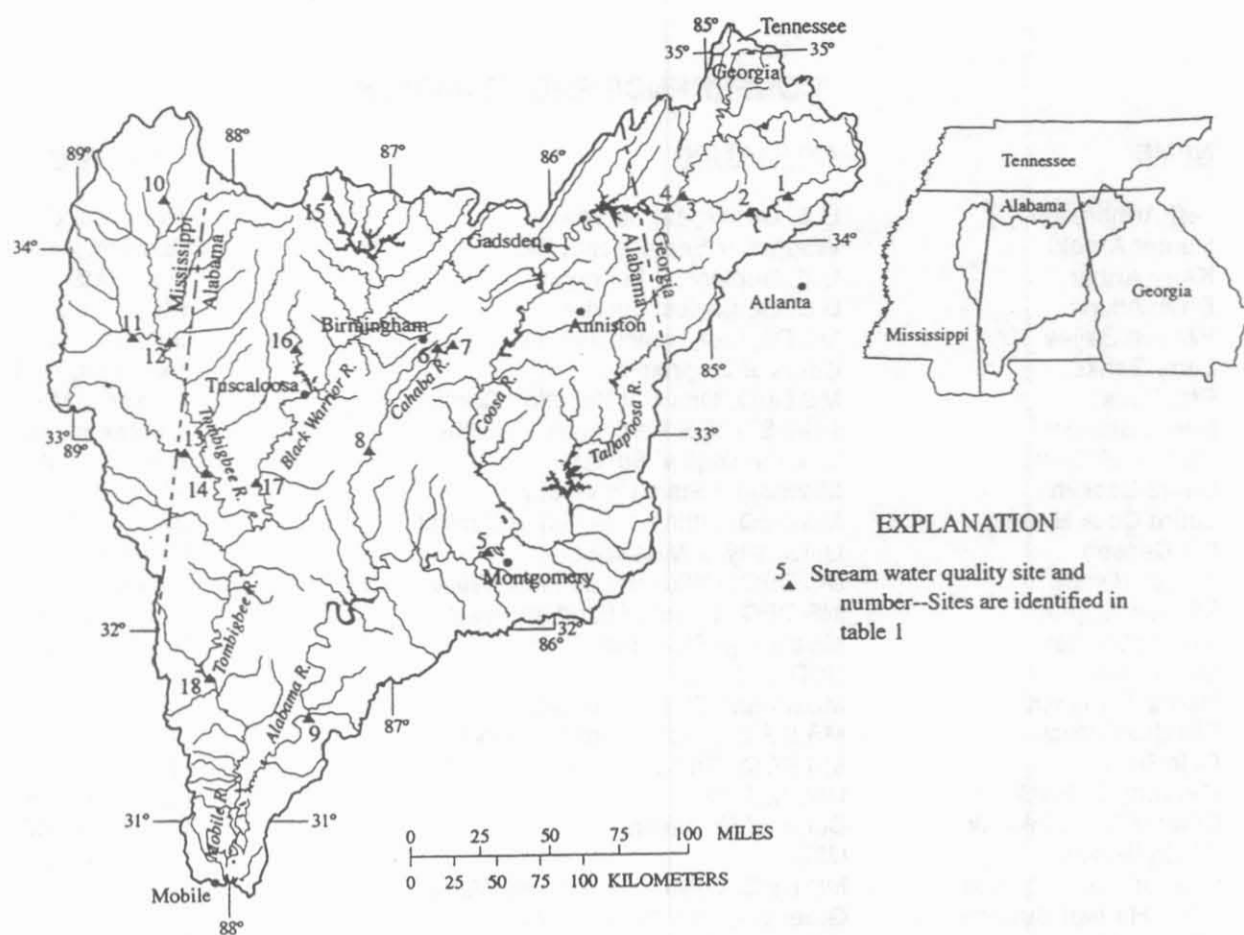 85°
Tennessee
35°
35°
Georgia
89°
88°
87°
86°
10
15
4
3
2
1
34°
34°
Mississippi
Alabama
Gadsden
Alabama
Georgia
Atlanta
Anniston
Birmingham
11
12
16
6
7
85°
Tuscaloosa
Black Warrior R.
Cahaba R.
Coosa R.
Tallapoosa R.
33°
89°
33°
13
Tombigbee R.
14
17
8
5
Montgomery
32°
32°
86°
Tombigbee R.
18
Alabama R.
87°
9
31°
31°
Mobile R.
Mobile
88°
0 25 50 75 100 MILES
0 25 50 75 100 KILOMETERS
Tennessee
Alabama
Georgia
Mississippi
EXPLANATION
5 Stream water quality site and
number--Sites are identified in
table 1